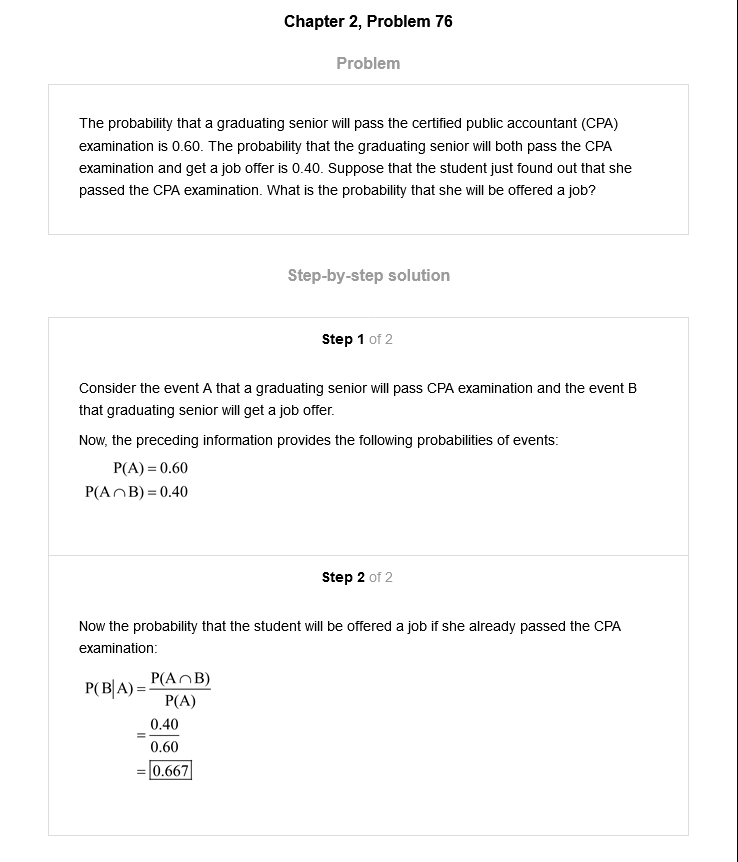 Chapter 2, Problem 76
Problem
The probability that a graduating senior will pass the certified public accountant (CPA)
examination is 0.60. The probability that the graduating senior will both pass the CPA
examination and get a job offer is 0.40. Suppose that the student just found out that she
passed the CPA examination. What is the probability that she will be offered a job?
Step-by-step solution
Step 1 of 2
Consider the event A that a graduating senior will pass CPA examination and the event B
that graduating senior will get a job offer.
Now, the preceding information provides the following probabilities of events:
P(A) = 0.60
P(A∩B) = 0.40
Step 2 of 2
Now the probability that the student will be offered a job if she already passed the CPA
examination:
P(B|A) = P(A∩B)
P(A)
= 0.40
0.60
= 0.667